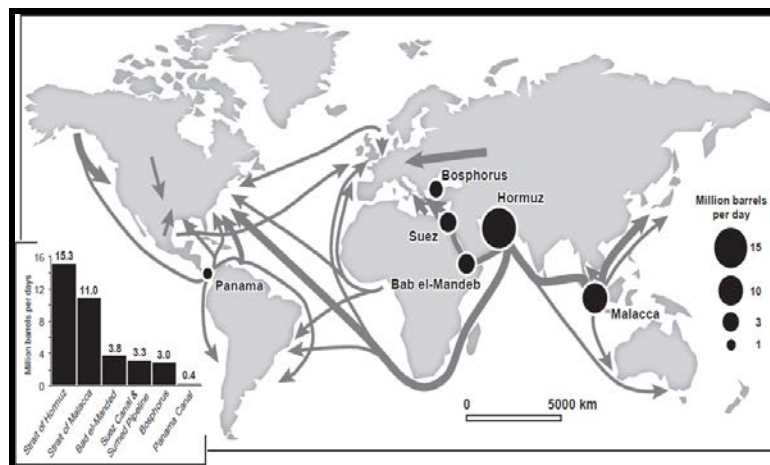 Bosphorus
Hormuz
Suez
Bab el-Mandeb
Panama
Malacca
Million barrels
per day
15
10
3
1
0
5000 km
Million barrels per days
16
12
8
4
0
15.3
11.0
3.8
3.3
3.0
0.4
Strait of Hormuz
Strait of Malacca
Bad el-Manded
Suez Canal &
Sumed Pipeline
Bosphorus
Panama Canal